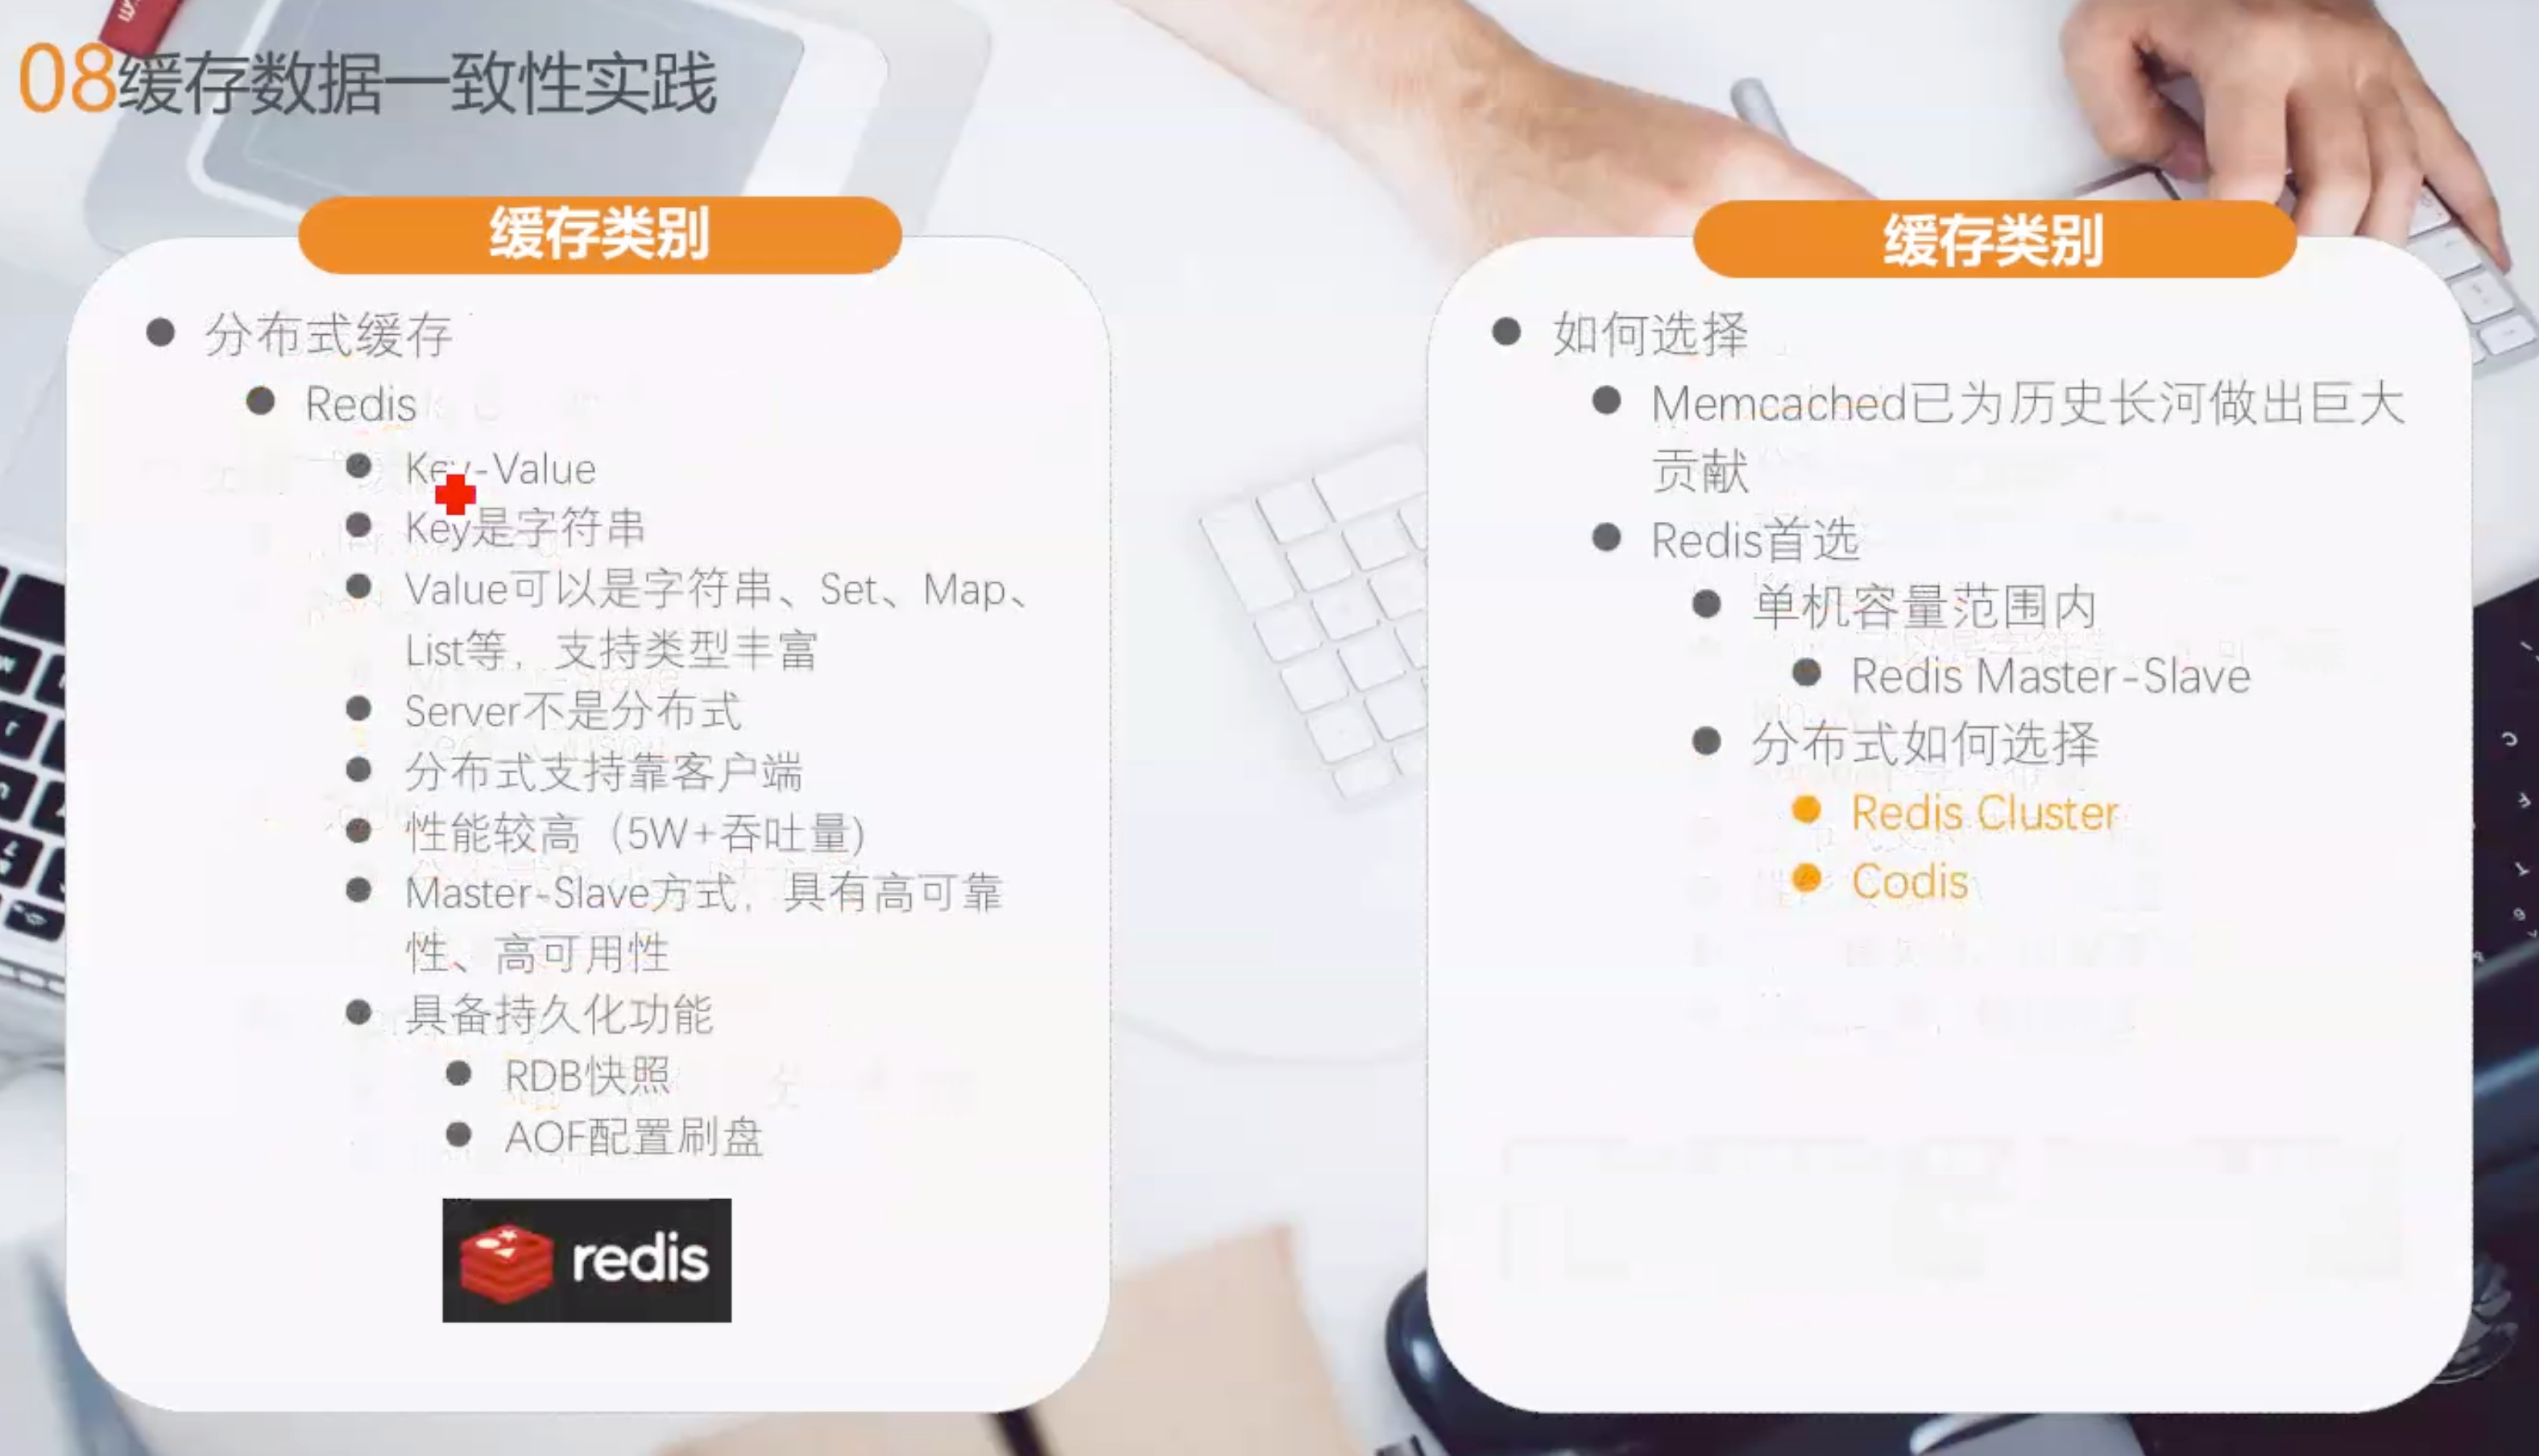 08缓存数据一致性实践
缓存类别
分布式缓存
Redis
Key-Value
Key是字符串
Value可以是字符串、Set、Map、
List等，支持类型丰富
Server不是分布式
分布式支持靠客户端
性能较高（5W+吞吐量)
Master-Slave方式，具有高可靠
性、高可用性
具备持久化功能
RDB快照
AOF配置刷盘
redis
缓存类别
如何选择
Memcached已为历史长河做出巨大
贡献
Redis首选
单机容量范围内
Redis Master-Slave
分布式如何选择
Redis Cluster
Codis